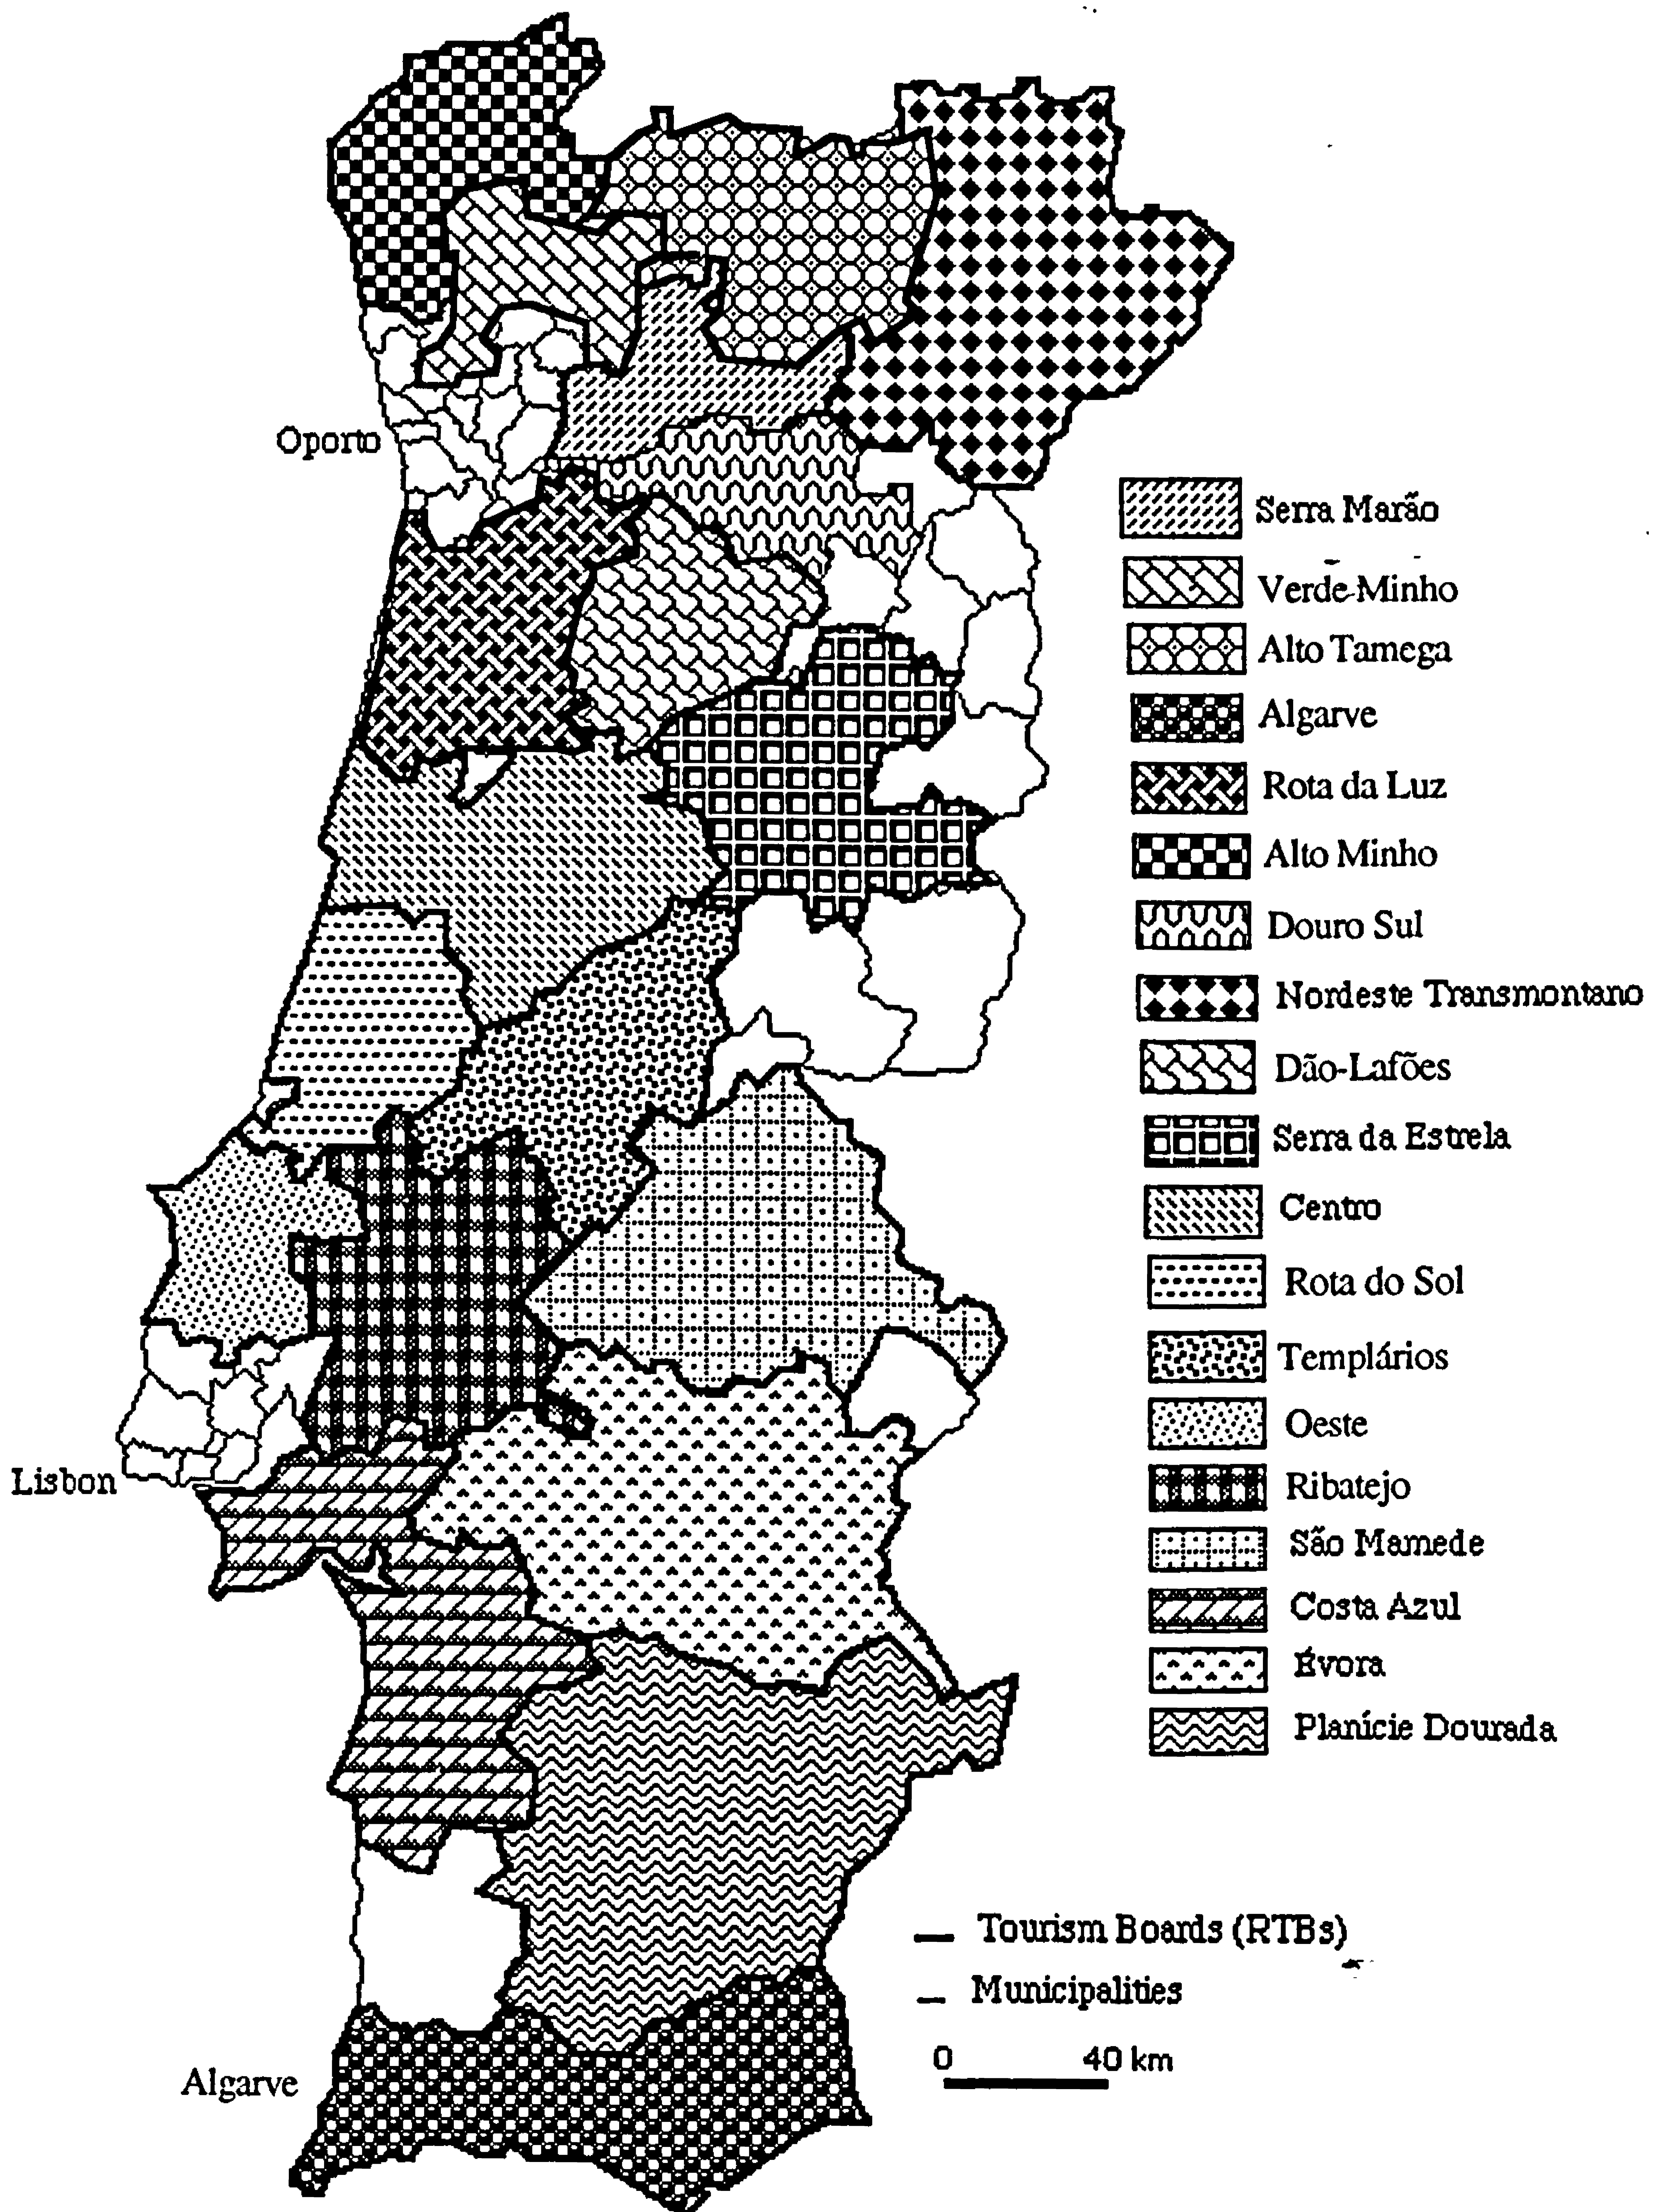 Oporto
Serra Marão
Verde-Minho
Alto Tamega
Algarve
Rota da Luz
Alto Minho
Douro Sul
Nordeste Transmontano
Dão-Lafões
Serra da Estrela
Centro
Rota do Sol
Templários
Oeste
Ribatejo
Lisbon
São Mamede
Costa Azul
Évora
Planície Dourada
Tourism Boards (RTBs)
Municipalities
0 40 km
Algarve